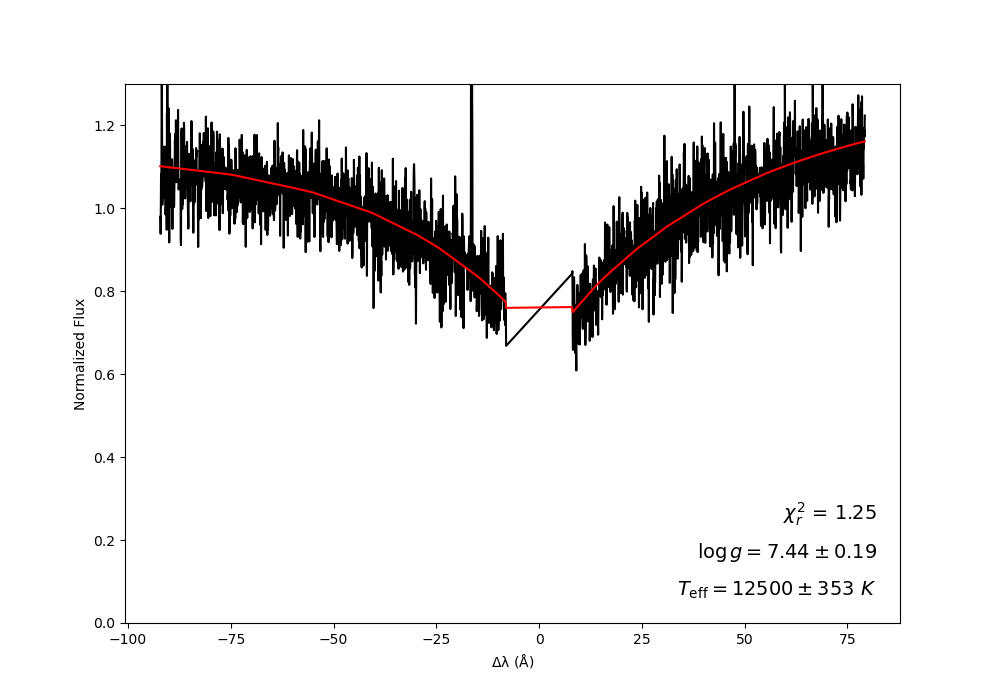 1.2
1.0
0.8
0.6
0.4
0.2
0.0
Normalized Flux
χ²ᵣ = 1.25
log g = 7.44 ± 0.19
T_eff = 12500 ± 353 K
−100 −75 −50 −25 0 25 50 75
Δλ (Å)